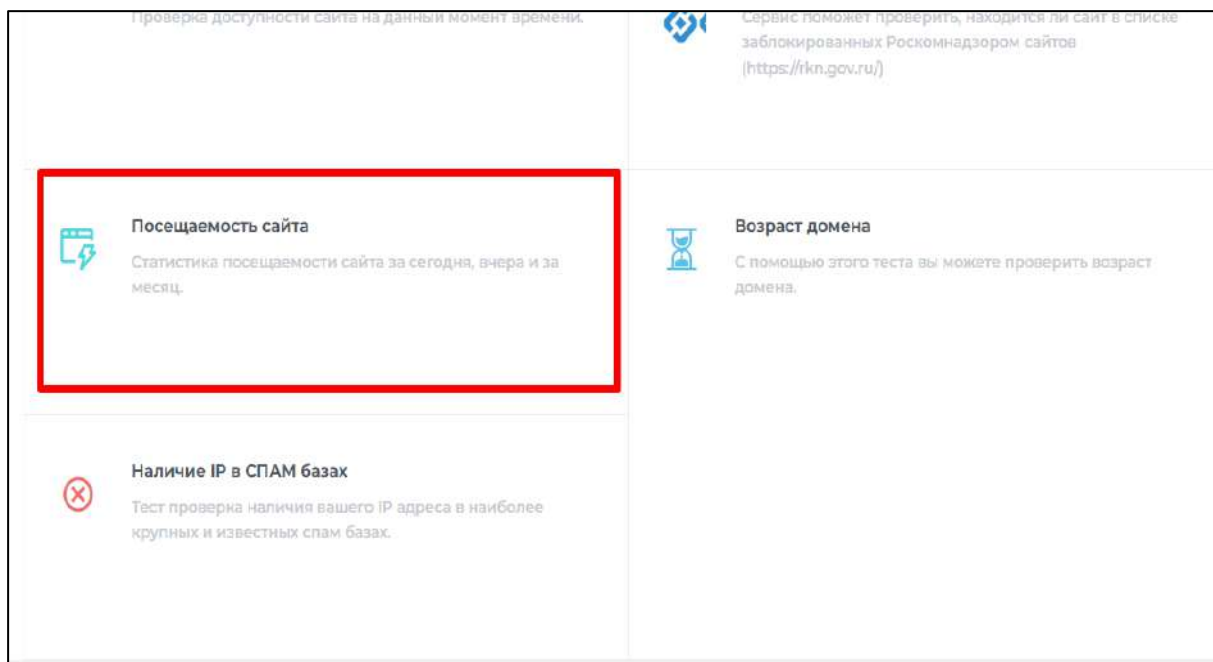 Проверка доступности сайта на данный момент времени.
Сервис поможет проверить, находится ли сайт в списке
заблокированных Роскомнадзором сайтов
(https://rkn.gov.ru/)
Посещаемость сайта
Статистика посещаемости сайта за сегодня, вчера и за
месяц.
Возраст домена
С помощью этого теста вы можете проверить возраст
домена.
Наличие IP в СПАМ базах
Тест проверка наличия вашего IP адреса в наиболее
крупных и известных спам базах.